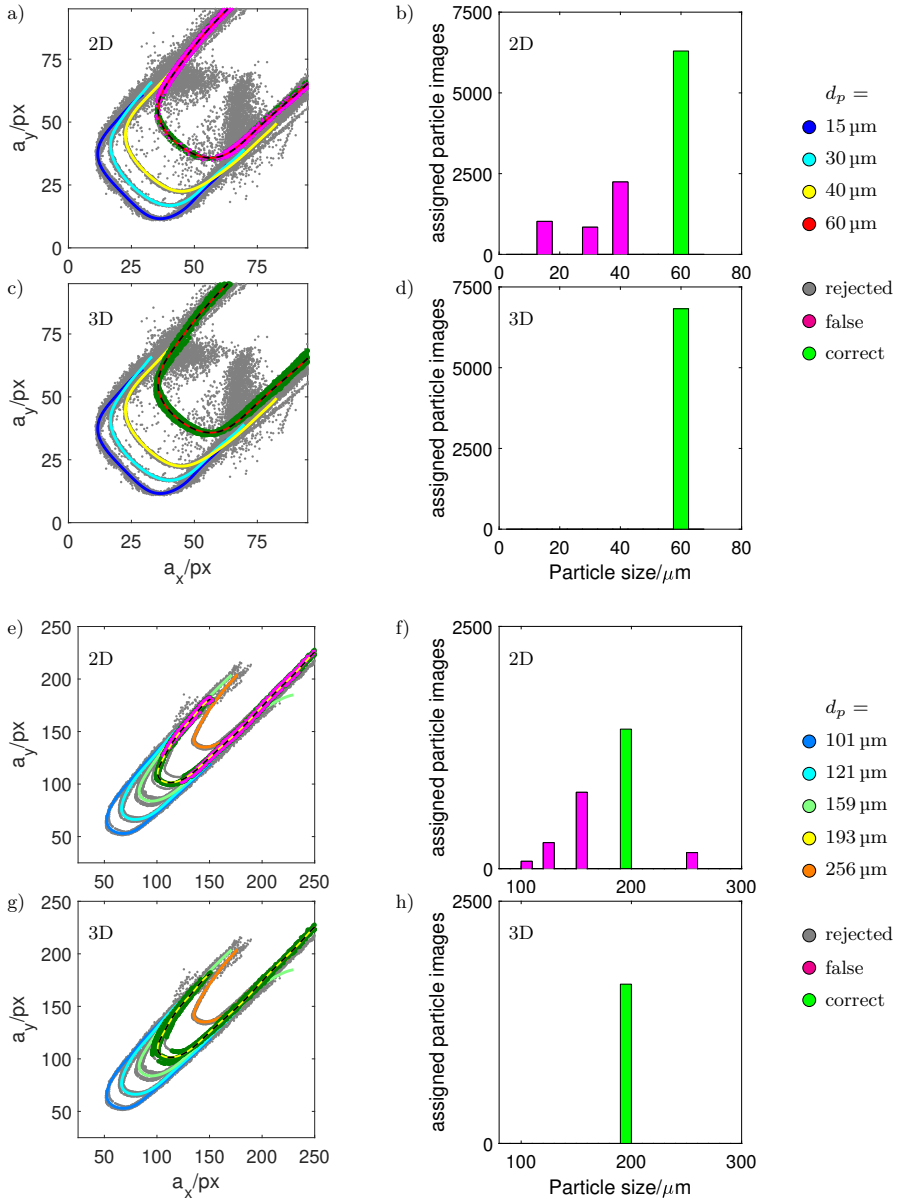 a)
2D
a_y/px
75
50
25
0
0 25 50 75
b)
2D
assigned particle images
7500
5000
2500
0
0 20 40 60 80
d_p =
15 µm
30 µm
40 µm
60 µm
rejected
false
correct
c)
3D
a_y/px
75
50
25
0
0 25 50 75
a_x/px
d)
3D
assigned particle images
7500
5000
2500
0
0 20 40 60 80
Particle size/μm
e)
2D
a_y/px
250
200
150
100
50
50 100 150 200 250
f)
2D
assigned particle images
2500
0
100 200 300
d_p =
101 µm
121 µm
159 µm
193 µm
256 µm
rejected
false
correct
g)
3D
a_y/px
250
200
150
100
50
50 100 150 200 250
a_x/px
h)
3D
assigned particle images
2500
0
100 200 300
Particle size/μm